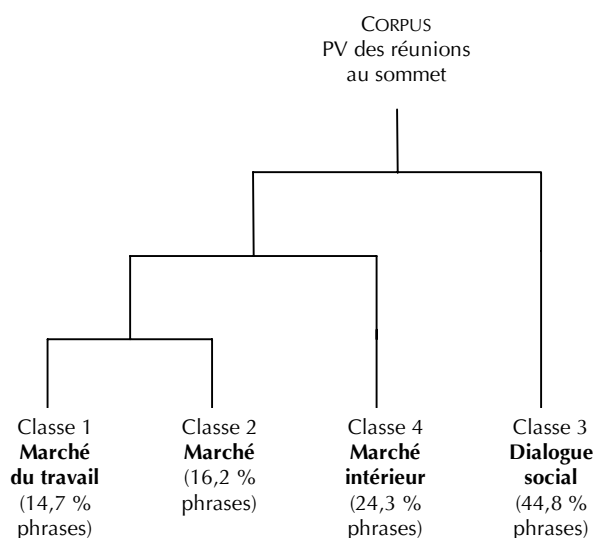 CORPUS
PV des réunions
au sommet
Classe 1
Marché
du travail
(14,7 %
phrases)
Classe 2
Marché
(16,2 %
phrases)
Classe 4
Marché
intérieur
(24,3 %
phrases)
Classe 3
Dialogue
social
(44,8 %
phrases)